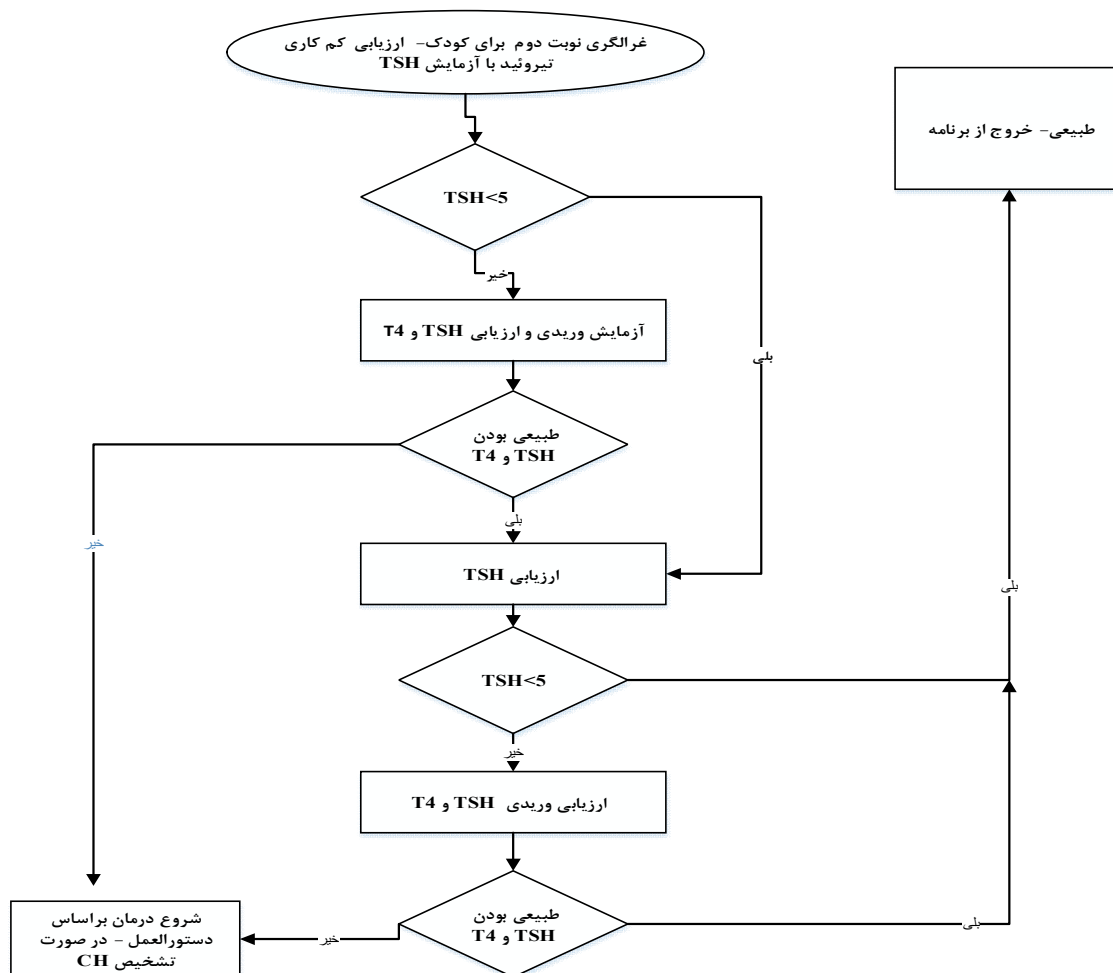 غرالگری نوبت دوم برای کودک- ارزیابی کم کاری
تیروئید با آزمایش TSH
طبیعی- خروج از برنامه
TSH<5
خیر
بلی
آزمایش وریدی و ارزیابی TSH و T4
طبیعی بودن
TSH و T4
خیر
بلی
ارزیابی TSH
TSH<5
بلی
خیر
ارزیابی وریدی TSH و T4
طبیعی بودن
TSH و T4
بلی
خیر
شروع درمان براساس
دستورالعمل - در صورت
تشخیص CH